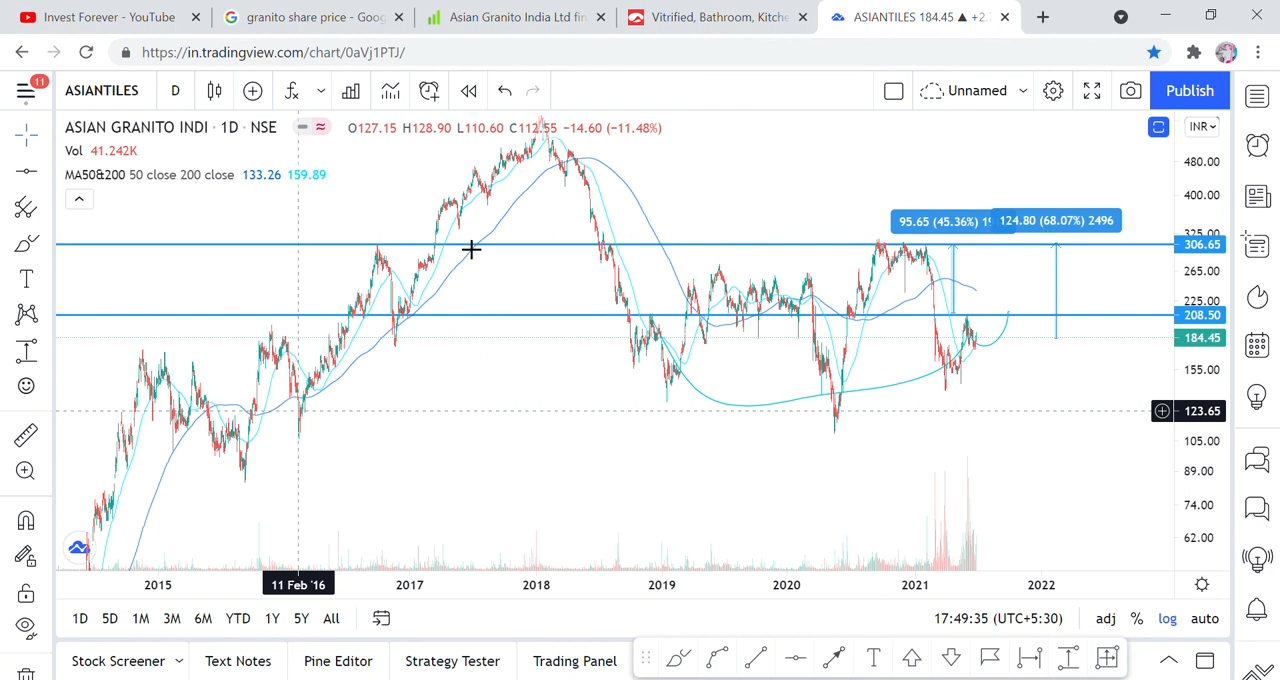 Invest Forever - YouTube
granito share price - Goog
Asian Granito India Ltd fin
Vitrified, Bathroom, Kitche
ASIANTILES 184.45 ▲ +2.
https://in.tradingview.com/chart/0aVj1PTJ/
11
ASIANTILES
D
Unnamed
Publish
ASIAN GRANITO INDI · 1D · NSE
O127.15 H128.90 L110.60 C112.55 −14.60 (−11.48%)
INR
Vol 41.242K
MA50&200 50 close 200 close 133.26 159.89
480.00
400.00
335.00
95.65 (45.36%) 1
124.80 (68.07%) 2496
306.65
265.00
225.00
208.50
184.45
155.00
123.65
105.00
89.00
74.00
62.00
2015
11 Feb '16
2017
2018
2019
2020
2021
2022
1D 5D 1M 3M 6M YTD 1Y 5Y All
17:49:35 (UTC+5:30)
adj % log auto
Stock Screener
Text Notes
Pine Editor
Strategy Tester
Trading Panel